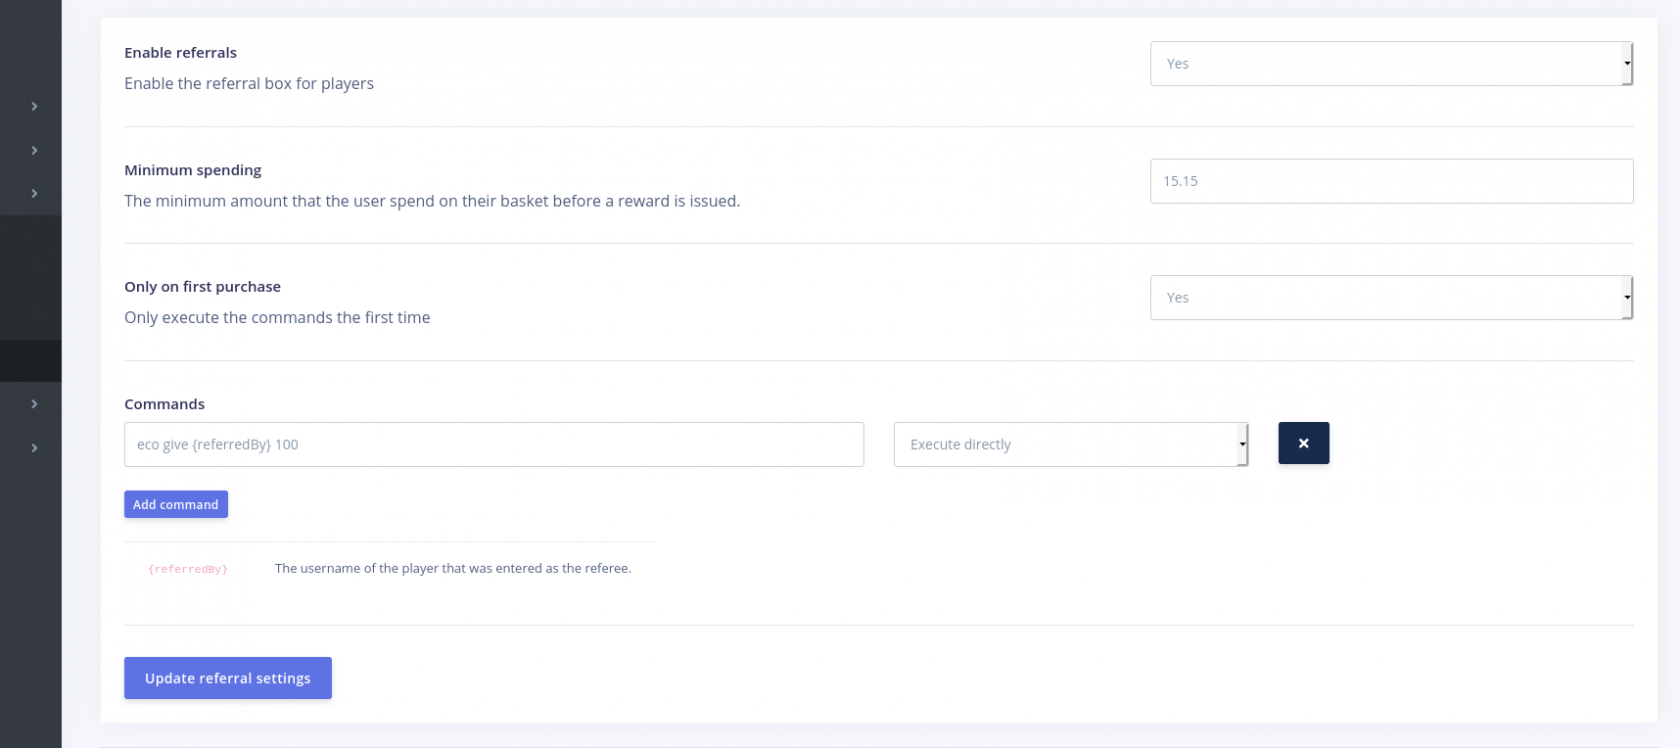 Enable referrals
Enable the referral box for players
Yes
Minimum spending
The minimum amount that the user spend on their basket before a reward is issued.
15.15
Only on first purchase
Only execute the commands the first time
Yes
Commands
eco give {referredBy} 100
Execute directly
Add command
{referredBy} The username of the player that was entered as the referee.
Update referral settings